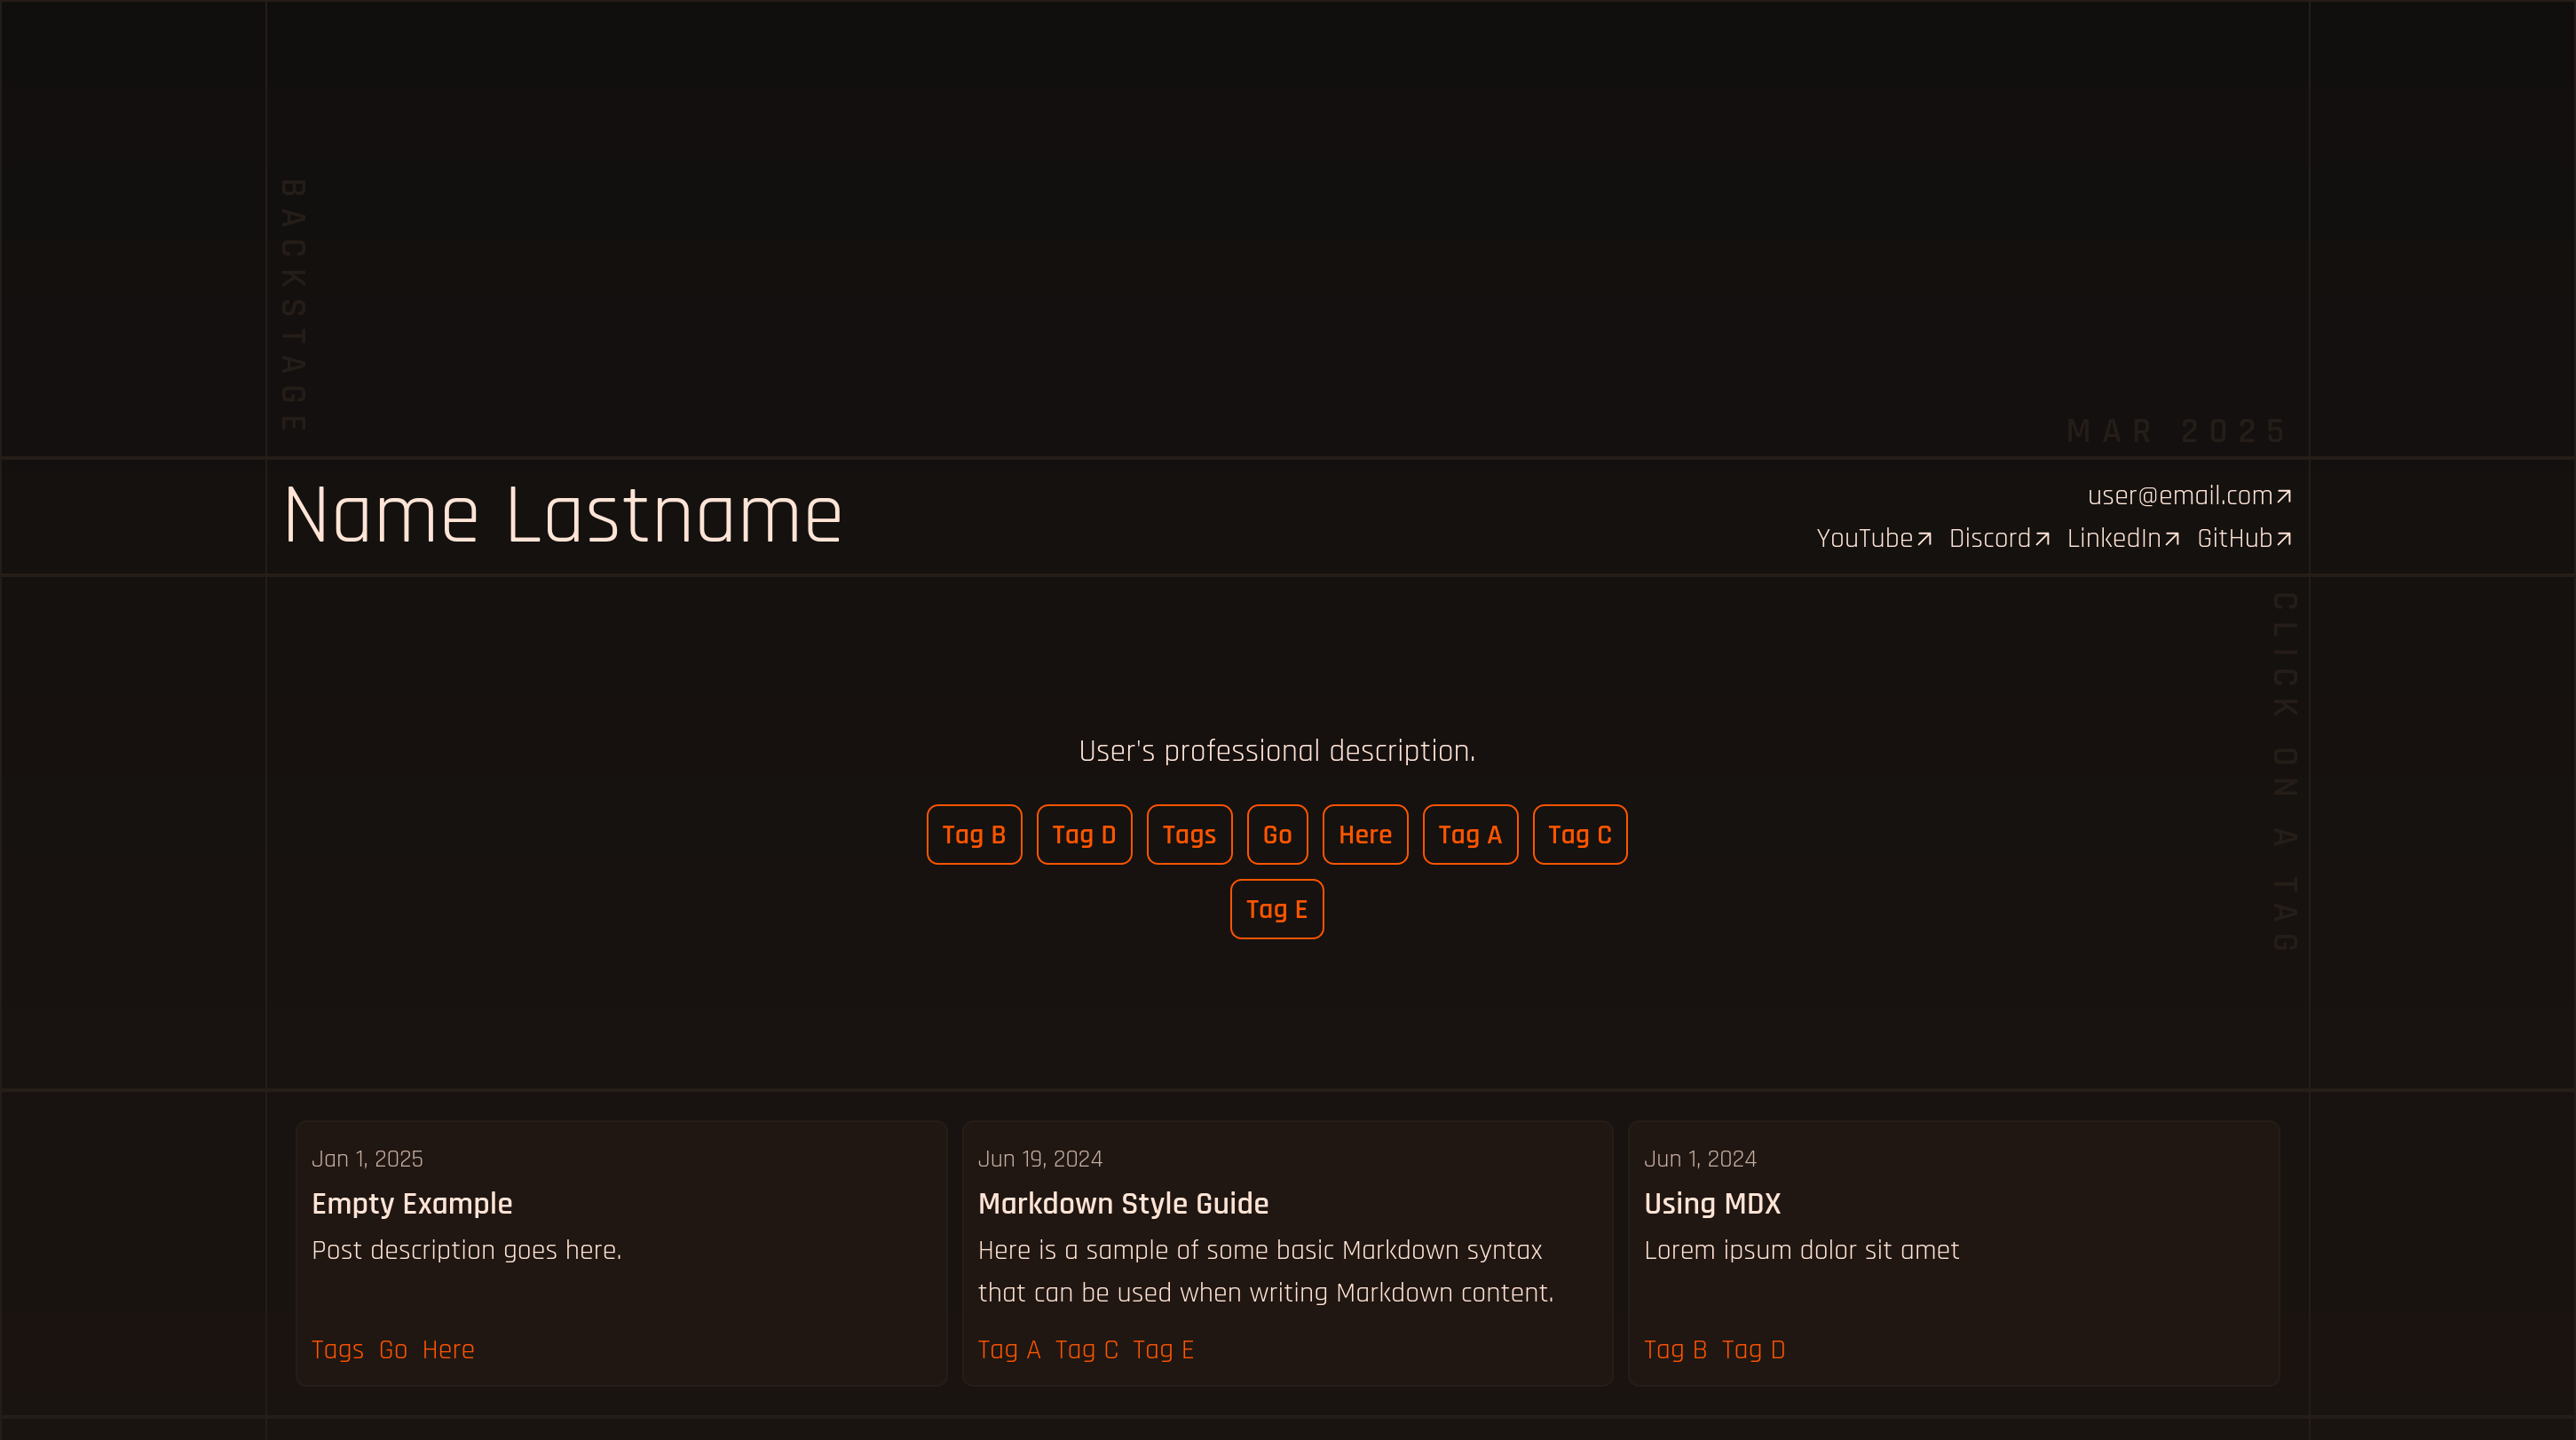 BACKSTAGE
MAR 2025
Name Lastname
user@email.com↗
YouTube↗ Discord↗ LinkedIn↗ GitHub↗
CLICK ON A TAG
User's professional description.
Tag B Tag D Tags Go Here Tag A Tag C
Tag E
Jan 1, 2025
Empty Example
Post description goes here.
Tags Go Here
Jun 19, 2024
Markdown Style Guide
Here is a sample of some basic Markdown syntax
that can be used when writing Markdown content.
Tag A Tag C Tag E
Jun 1, 2024
Using MDX
Lorem ipsum dolor sit amet
Tag B Tag D